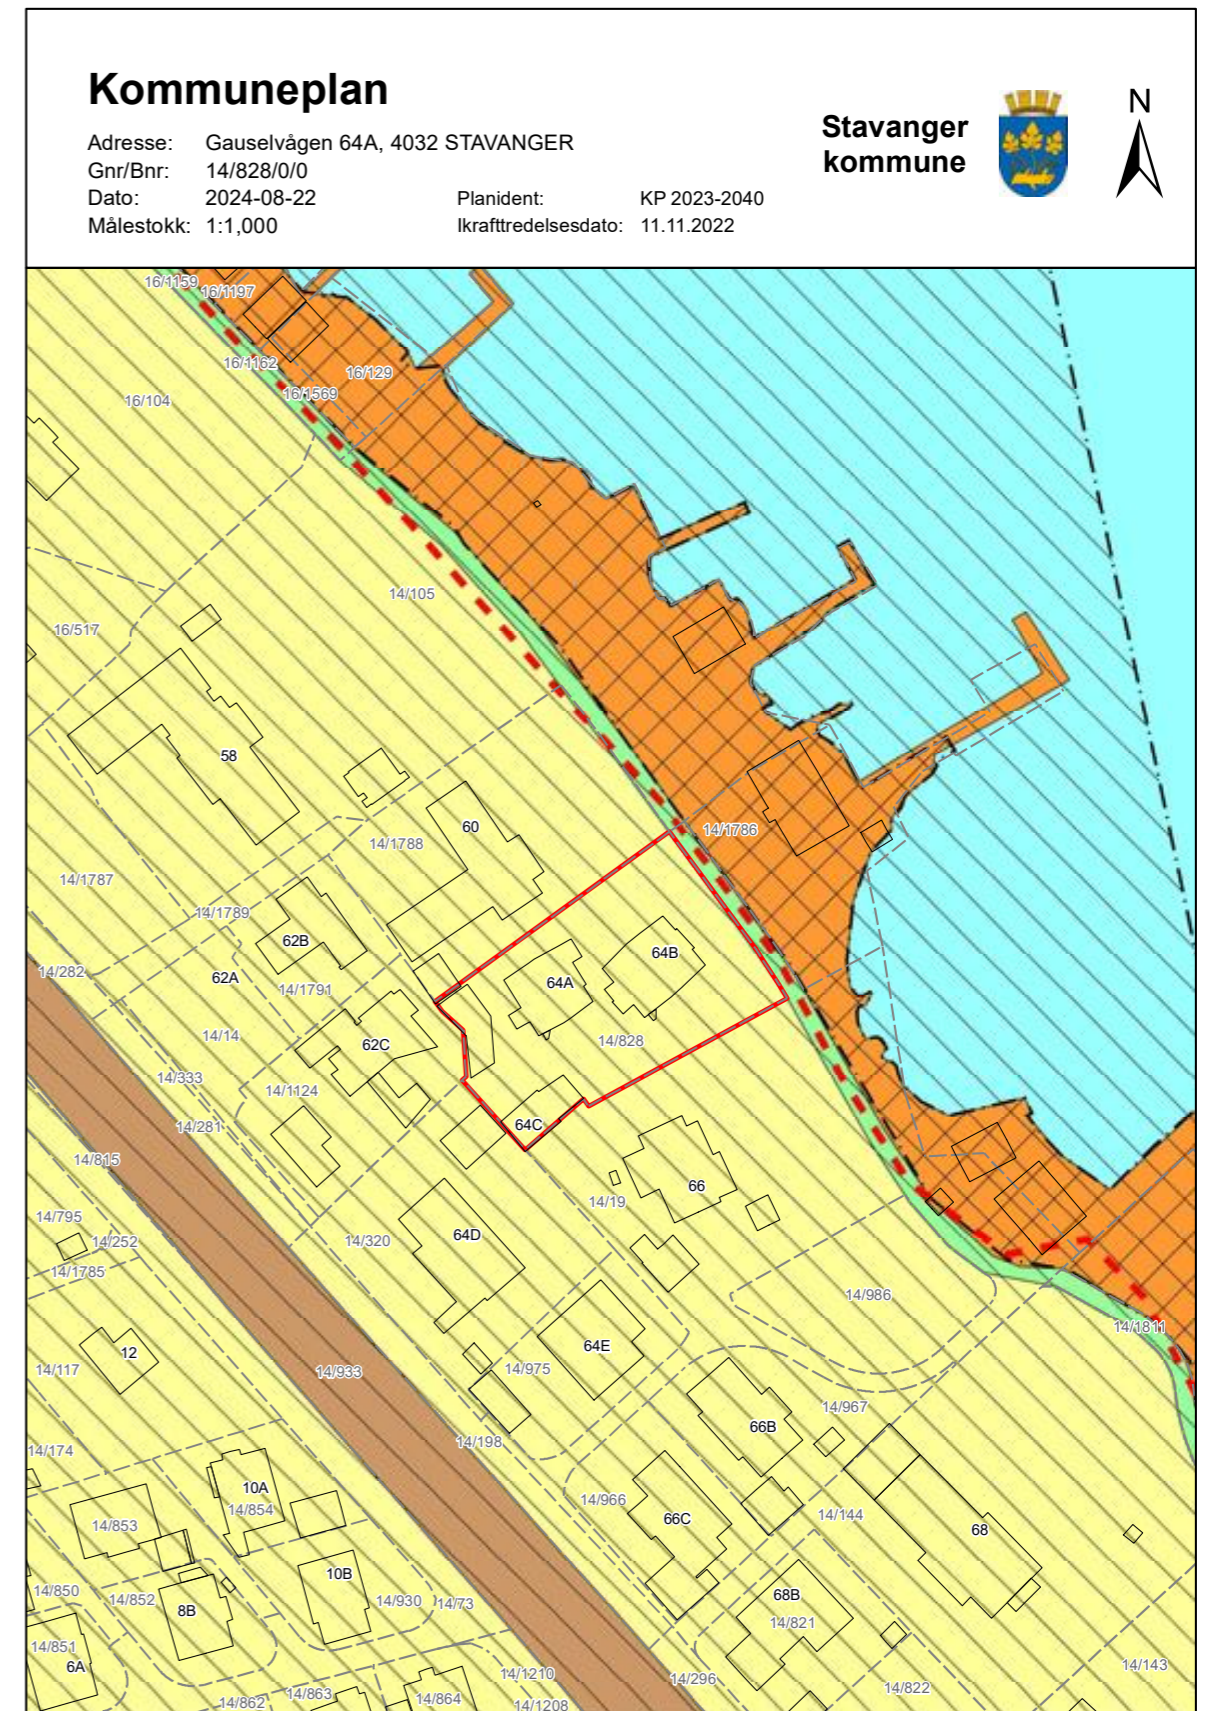 Kommuneplan
Adresse: Gauselvågen 64A, 4032 STAVANGER
Gnr/Bnr: 14/828/0/0
Dato: 2024-08-22 Planident: KP 2023-2040
Målestokk: 1:1,000 Ikrafttredelsesdato: 11.11.2022
Stavanger
kommune
N
16/1159
16/1197
16/1162
16/129
16/1569
16/104
14/105
16/517
58
60
14/1786
14/1788
14/1787
14/1789
62B
64B
14/282
62A
64A
14/1791
14/14
14/828
62C
14/333
14/1124
14/281
64C
14/815
66
14/19
14/795
14/320
64D
14/252
14/1785
14/986
14/1811
12
64E
14/117
14/933
14/975
14/967
66B
14/198
14/174
10A
14/966
14/854
14/144
66C
68
14/853
10B
14/850
14/852
8B
14/930
14/73
68B
14/821
14/851
6A
14/143
14/1210
14/296
14/822
14/862
14/863
14/864
14/1208